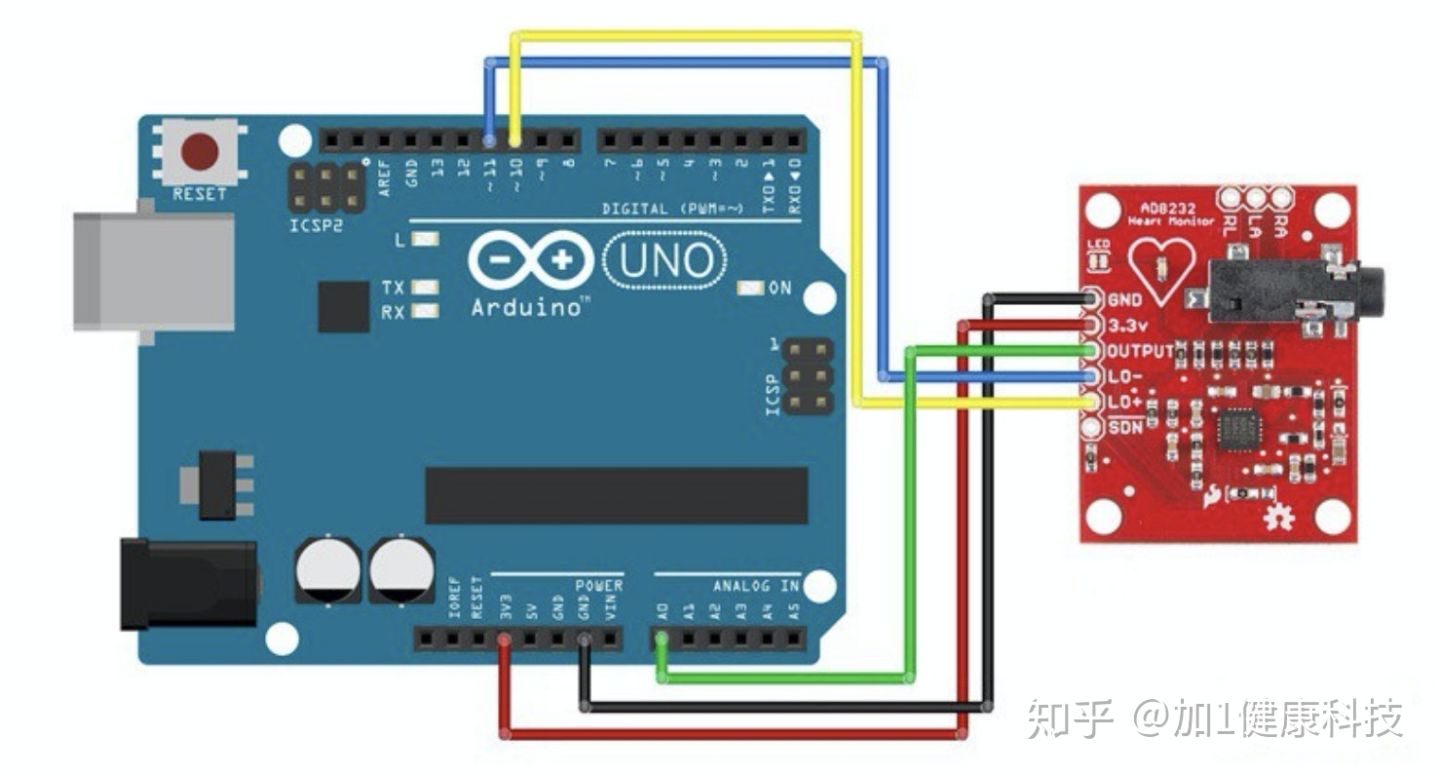 RESET
ICSP2
AREF
GND
13
12
~11
~10
~9
8
7
~6
~5
4
~3
2
TX0 ▶ 1
RX0 ◀ 0
DIGITAL (PWM=~)
L
TX
RX
UNO
Arduino™
ON
1
ICSP
IOREF
RESET
3V3
5V
GND
GND
VIN
POWER
ANALOG IN
A0
A1
A2
A3
A4
A5
AD8232
Heart Monitor
RL
LA
RA
LED
GND
3.3v
OUTPUT
LO-
LO+
SDN
知乎 @加1健康科技